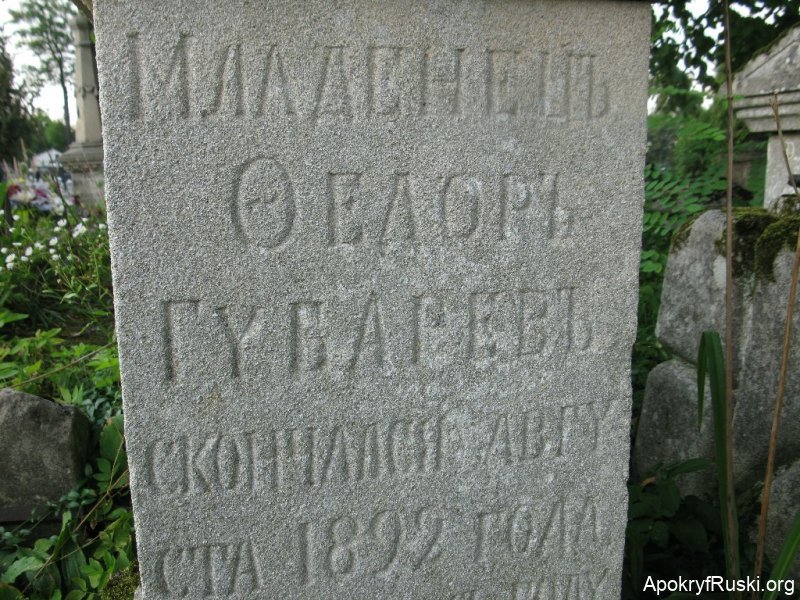 МЛАДЕНЕЦЪ
ѲЕДОРЪ
ГУБАРЕВЪ
СКОНЧАЛСЯ АВГУ
СТА 1892 ГОДА
ApokryfRuski.org